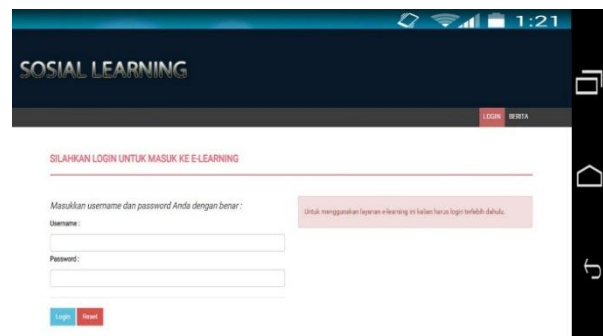 1:21
SOSIAL LEARNING
LOGIN BERITA
SILAHKAN LOGIN UNTUK MASUK KE E-LEARNING
Masukkan username dan password Anda dengan benar :
Untuk menggunakan layanan e-learning ini kalian harus login terlebih dahulu.
Username :
Password :
Login Reset